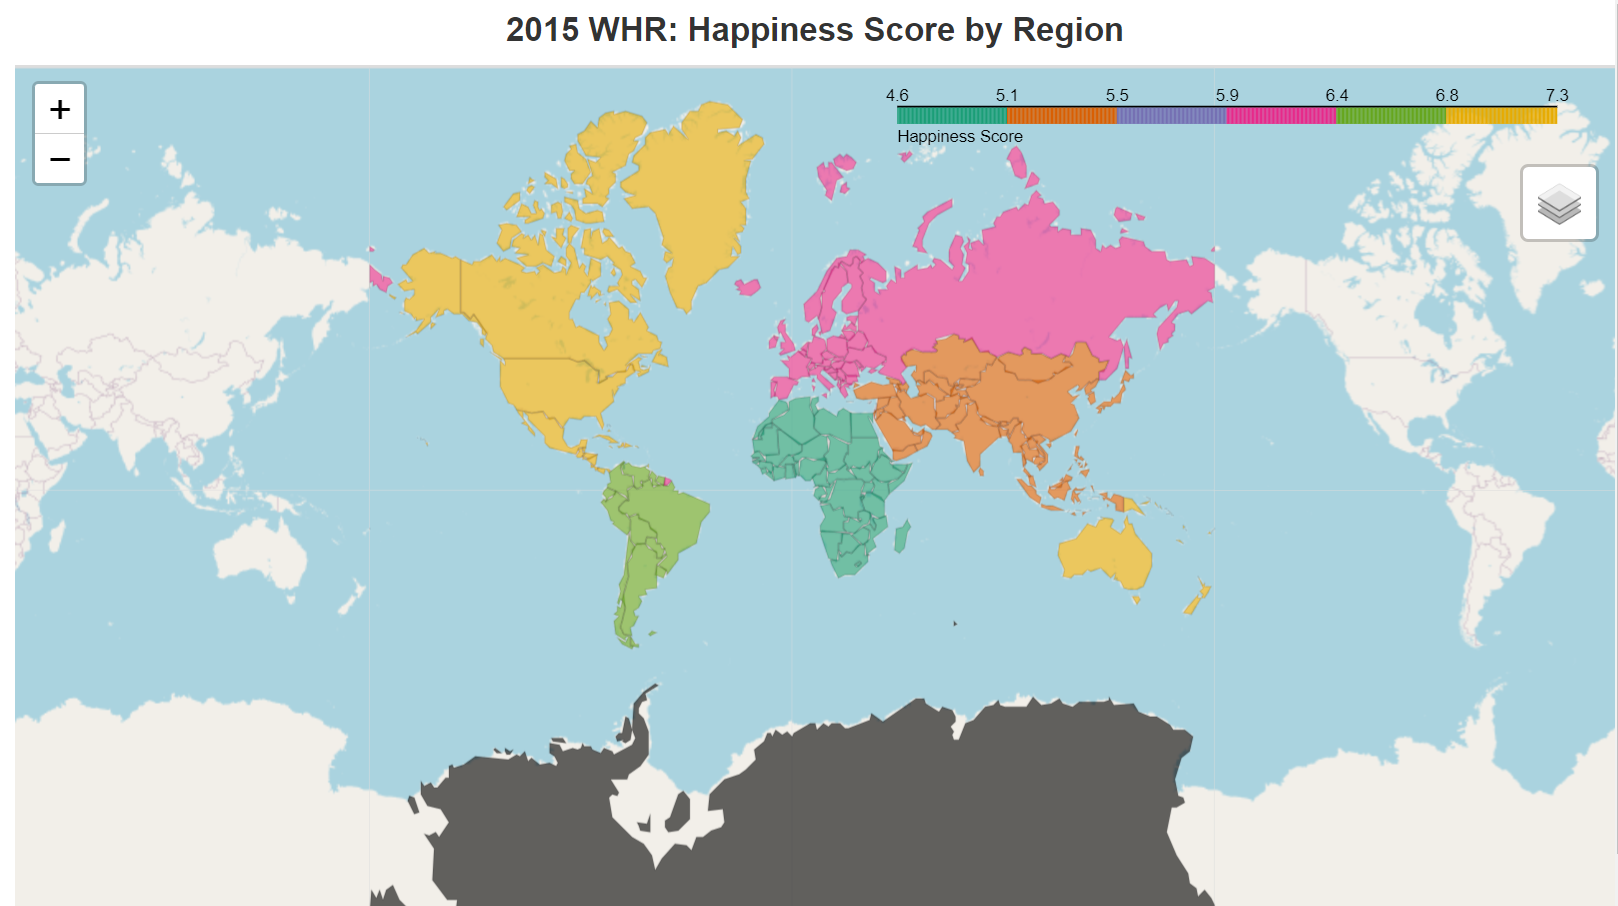 2015 WHR: Happiness Score by Region
+
−
4.6 5.1 5.5 5.9 6.4 6.8 7.3
Happiness Score